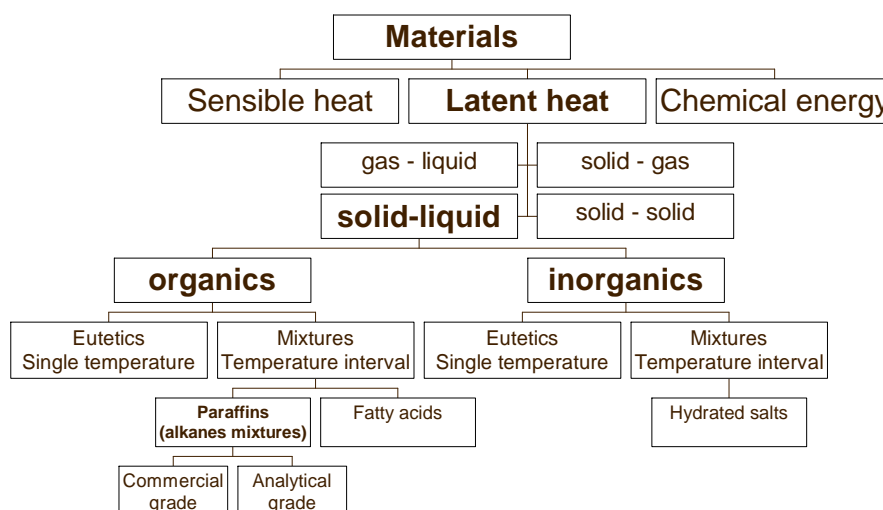 Materials
Sensible heat
Latent heat
Chemical energy
gas - liquid
solid - gas
solid-liquid
solid - solid
organics
inorganics
Eutetics
Single temperature
Mixtures
Temperature interval
Eutetics
Single temperature
Mixtures
Temperature interval
Paraffins
(alkanes mixtures)
Fatty acids
Hydrated salts
Commercial
grade
Analytical
grade